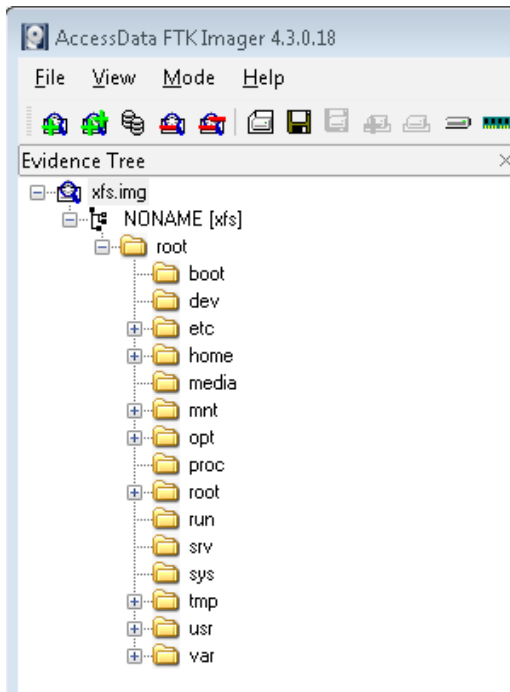 AccessData FTK Imager 4.3.0.18
File View Mode Help
Evidence Tree
xfs.img
NONAME [xfs]
root
boot
dev
etc
home
media
mnt
opt
proc
root
run
srv
sys
tmp
usr
var